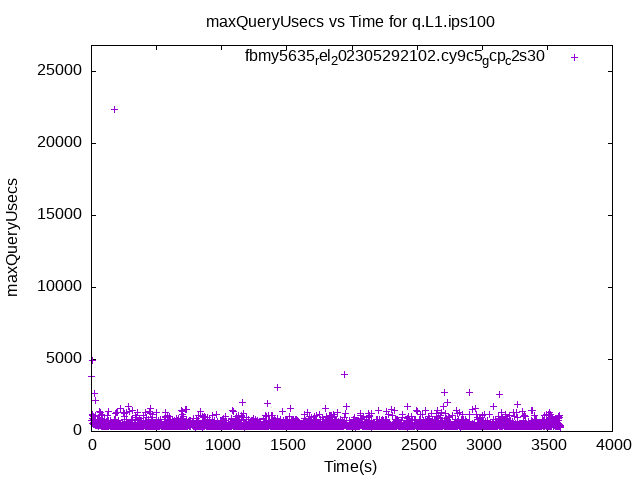 maxQueryUsecs vs Time for q.L1.ips100
fbmy5635rel202305292102.cy9c5gcpc2s30
25000
20000
15000
10000
5000
0
maxQueryUsecs
0 500 1000 1500 2000 2500 3000 3500 4000
Time(s)